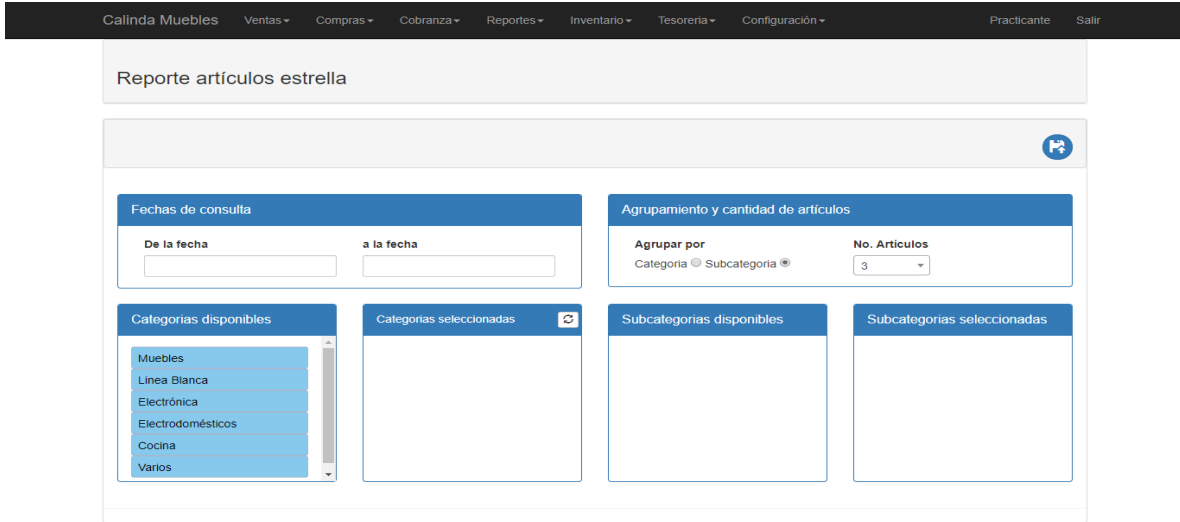 Calinda Muebles Ventas Compras Cobranza Reportes Inventario Tesoreria Configuración Practicante Salir
Reporte artículos estrella
Fechas de consulta
De la fecha a la fecha
Agrupamiento y cantidad de artículos
Agrupar por No. Artículos
Categoria Subcategoria 3
Categorias disponibles
Muebles
Linea Blanca
Electrónica
Electrodomésticos
Cocina
Varios
Categorias seleccionadas
Subcategorias disponibles
Subcategorias seleccionadas